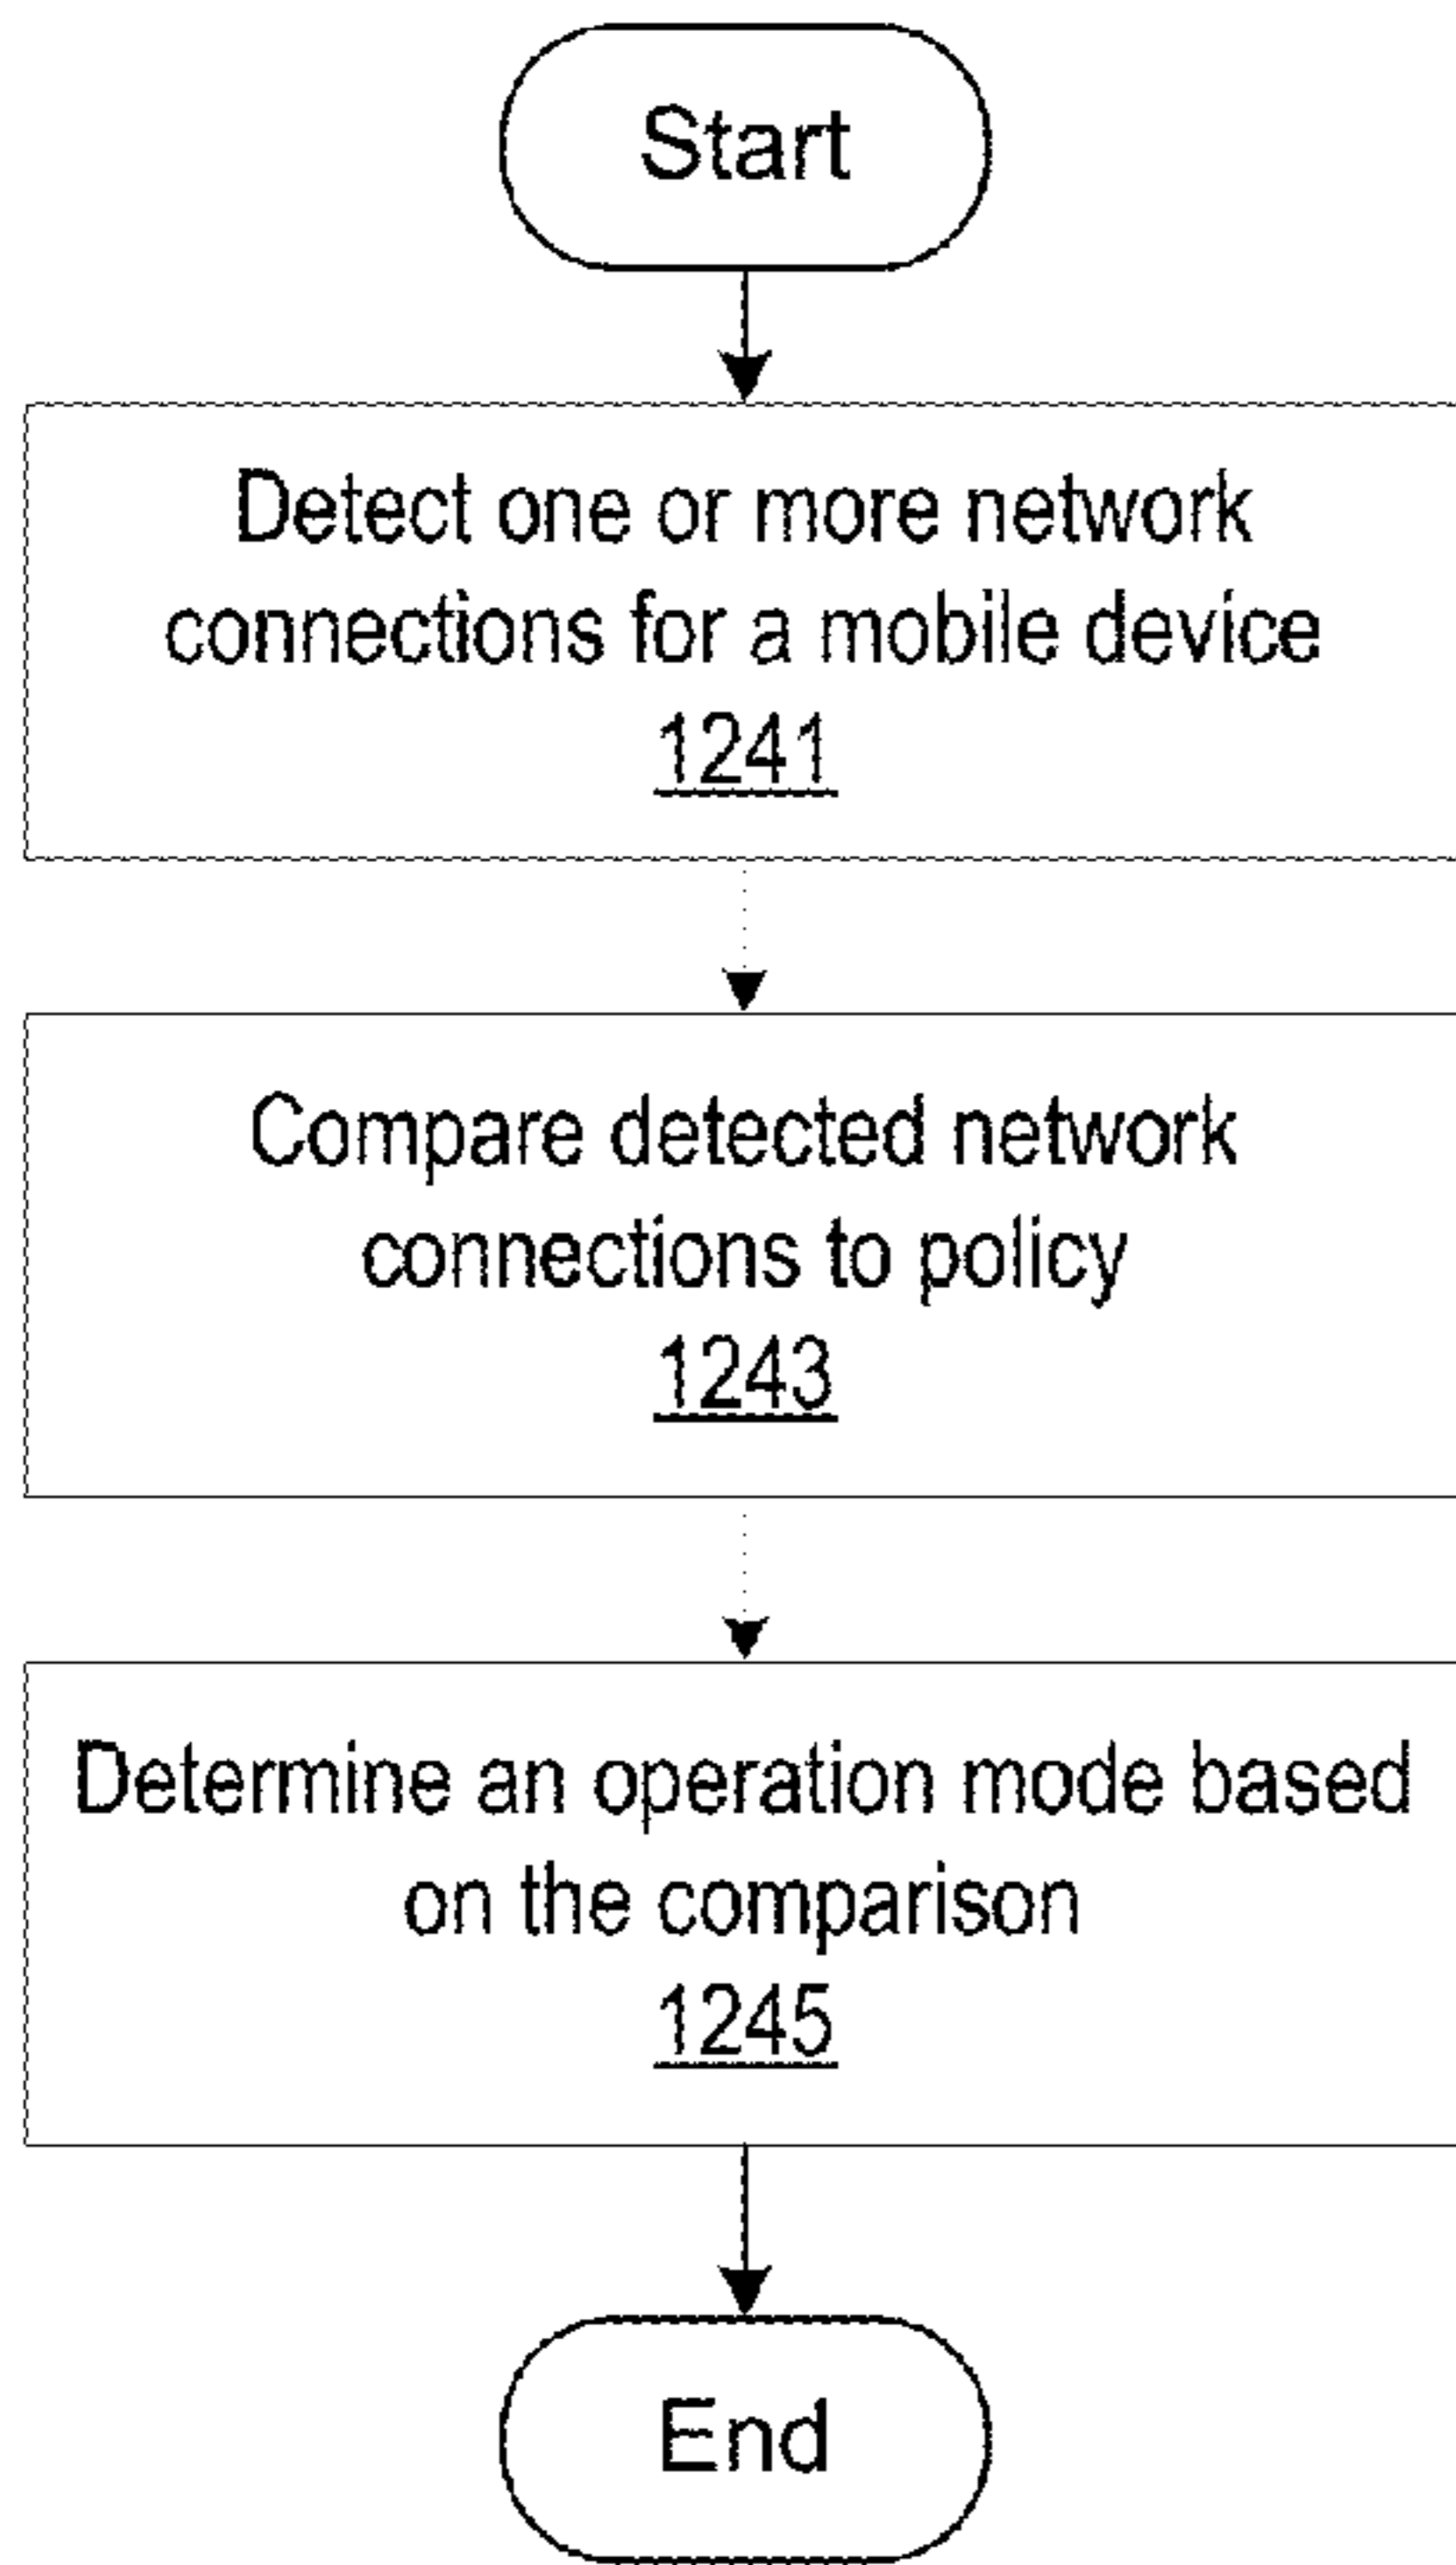 Start
Detect one or more network
connections for a mobile device
1241
Compare detected network
connections to policy
1243
Determine an operation mode based
on the comparison
1245
End